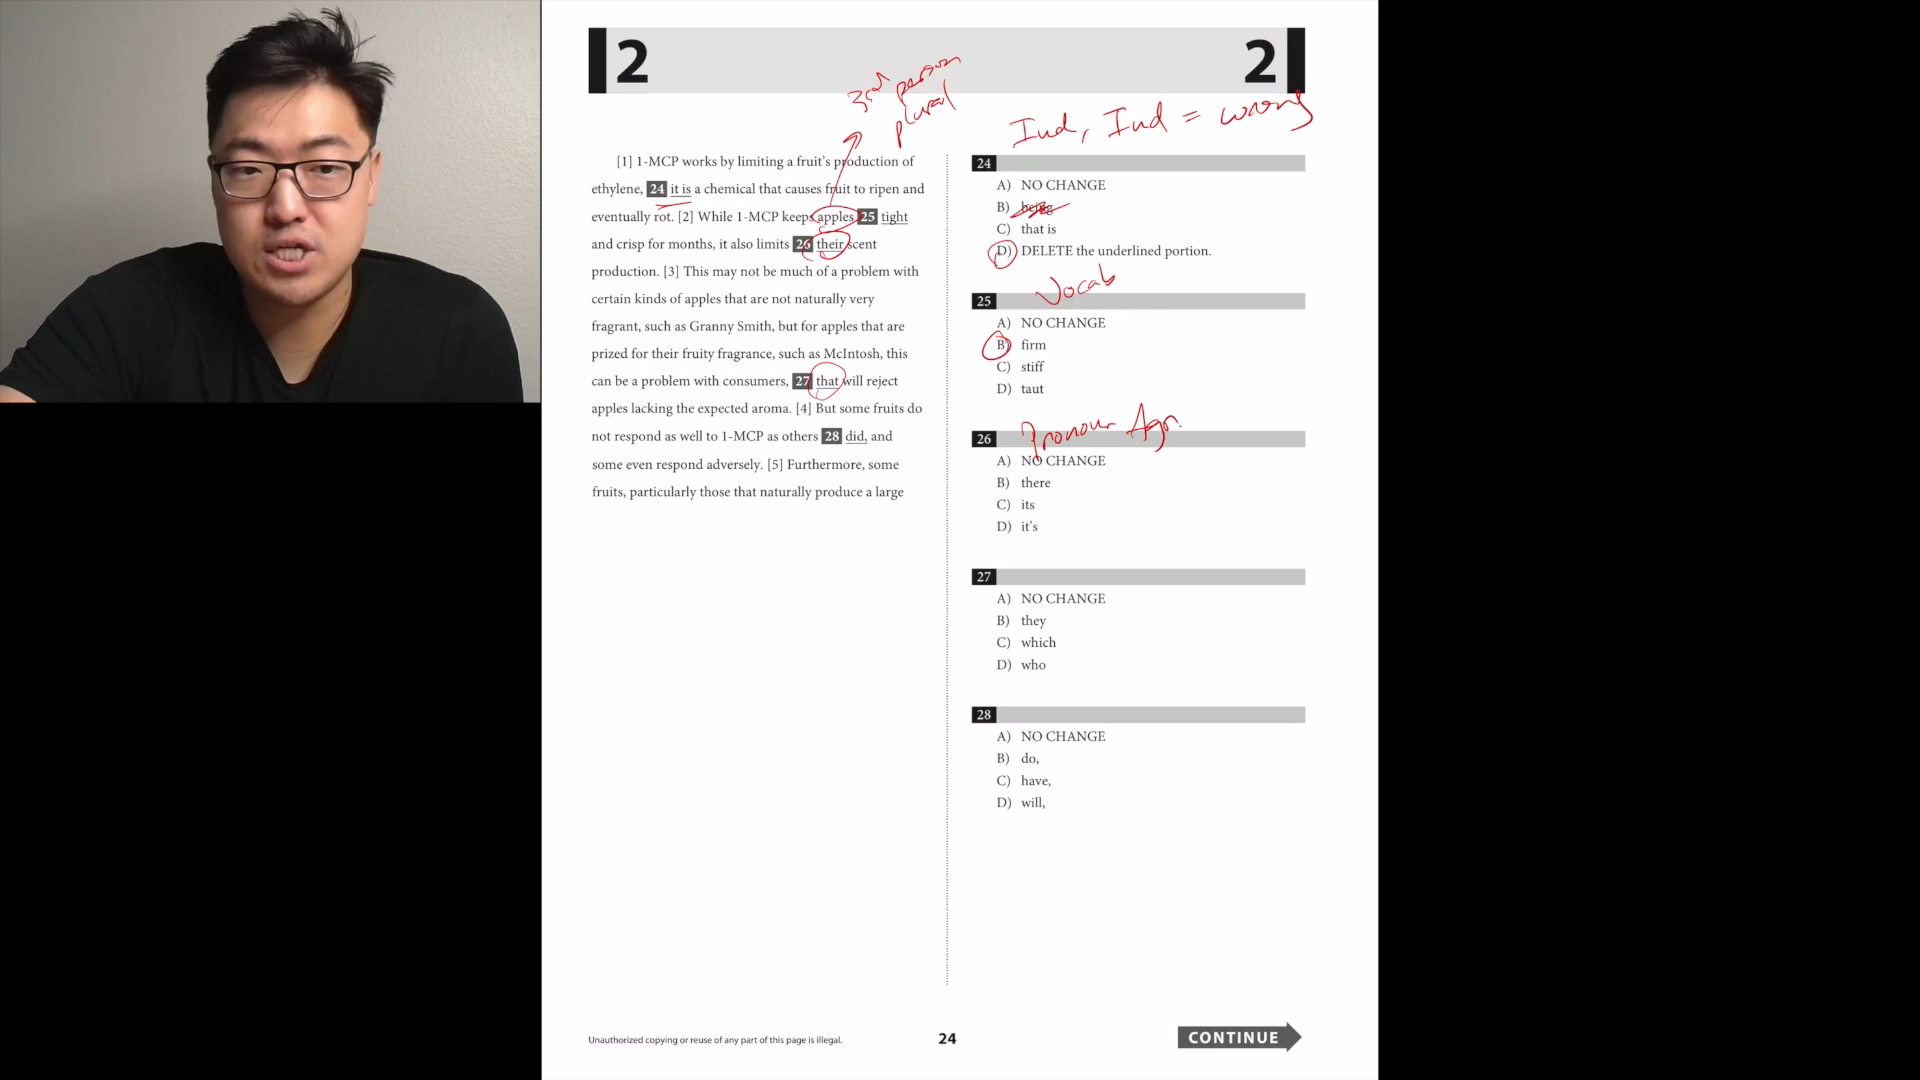 2
2
3rd person
plural
Ind, Ind = wrong
[1] 1-MCP works by limiting a fruit's production of
ethylene, 24 it is a chemical that causes fruit to ripen and
eventually rot. [2] While 1-MCP keeps apples 25 tight
and crisp for months, it also limits 26 their scent
production. [3] This may not be much of a problem with
certain kinds of apples that are not naturally very
fragrant, such as Granny Smith, but for apples that are
prized for their fruity fragrance, such as McIntosh, this
can be a problem with consumers, 27 that will reject
apples lacking the expected aroma. [4] But some fruits do
not respond as well to 1-MCP as others 28 did, and
some even respond adversely. [5] Furthermore, some
fruits, particularly those that naturally produce a large
24
A) NO CHANGE
B) being
C) that is
D) DELETE the underlined portion.
Vocab
25
A) NO CHANGE
B) firm
C) stiff
D) taut
Pronoun Agr.
26
A) NO CHANGE
B) there
C) its
D) it's
27
A) NO CHANGE
B) they
C) which
D) who
28
A) NO CHANGE
B) do,
C) have,
D) will,
Unauthorized copying or reuse of any part of this page is illegal.
24
CONTINUE